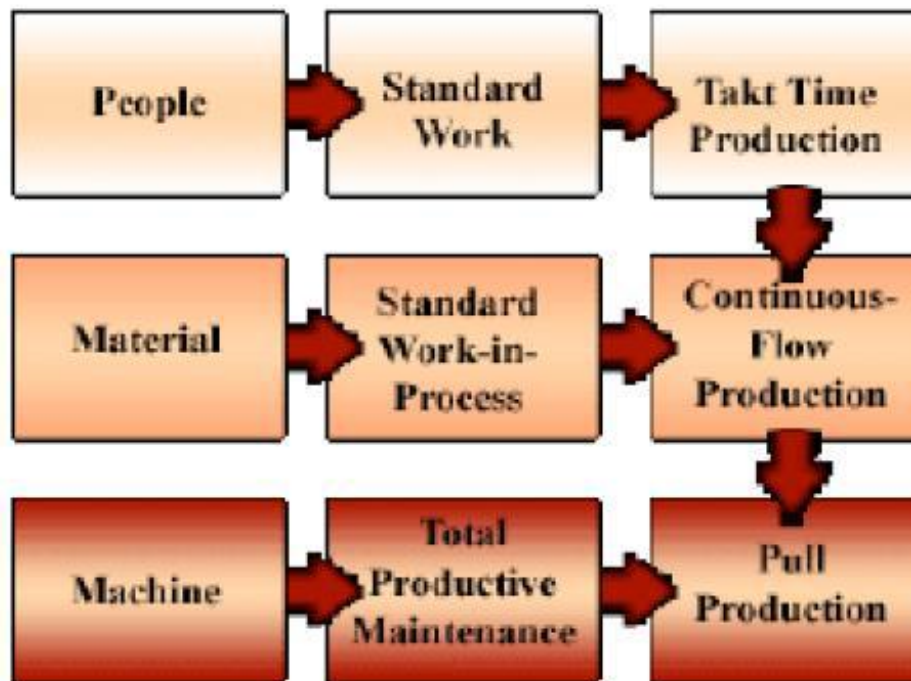 People
Standard
Work
Takt Time
Production
Material
Standard
Work-in-
Process
Continuous-
Flow
Production
Machine
Total
Productive
Maintenance
Pull
Production